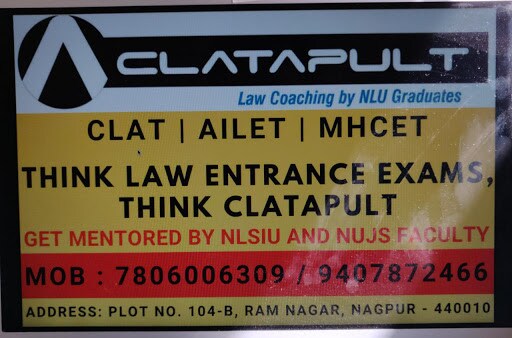 CLATAPULT
Law Coaching by NLU Graduates
CLAT | AILET | MHCET
THINK LAW ENTRANCE EXAMS,
THINK CLATAPULT
GET MENTORED BY NLSIU AND NUJS FACULTY
MOB : 7806006309 / 9407872466
ADDRESS: PLOT NO. 104-B, RAM NAGAR, NAGPUR - 440010